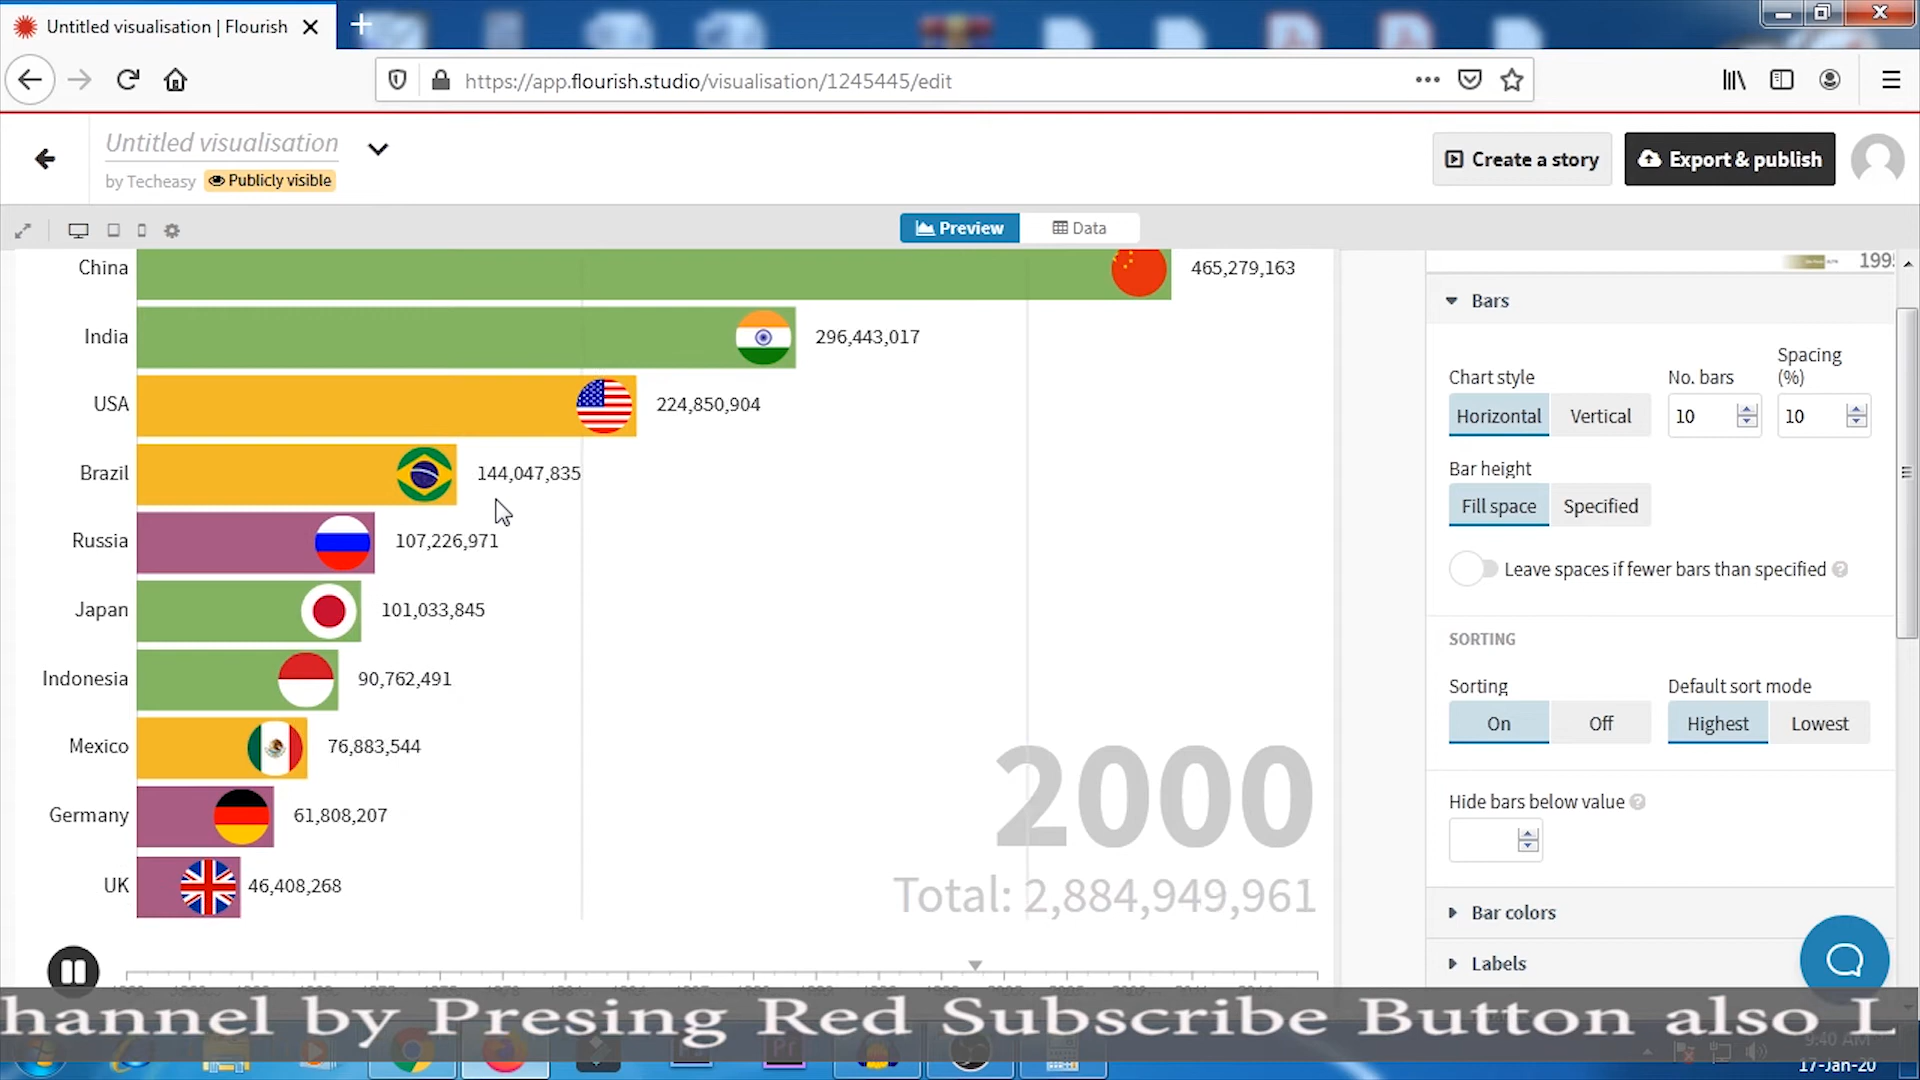 Untitled visualisation | Flourish
https://app.flourish.studio/visualisation/1245445/edit
Untitled visualisation
by Techeasy
Publicly visible
Create a story
Export & publish
Preview
Data
China 465,279,163
India 296,443,017
USA 224,850,904
Brazil 144,047,835
Russia 107,226,971
Japan 101,033,845
Indonesia 90,762,491
Mexico 76,883,544
Germany 61,808,207
UK 46,408,268
2000
Total: 2,884,949,961
Bars
Chart style
No. bars
Spacing (%)
Horizontal
Vertical
10
10
Bar height
Fill space
Specified
Leave spaces if fewer bars than specified
SORTING
Sorting
Default sort mode
On
Off
Highest
Lowest
Hide bars below value
Bar colors
Labels
hannel by Presing Red Subscribe Button also L
9:40 AM
17-Jan-20